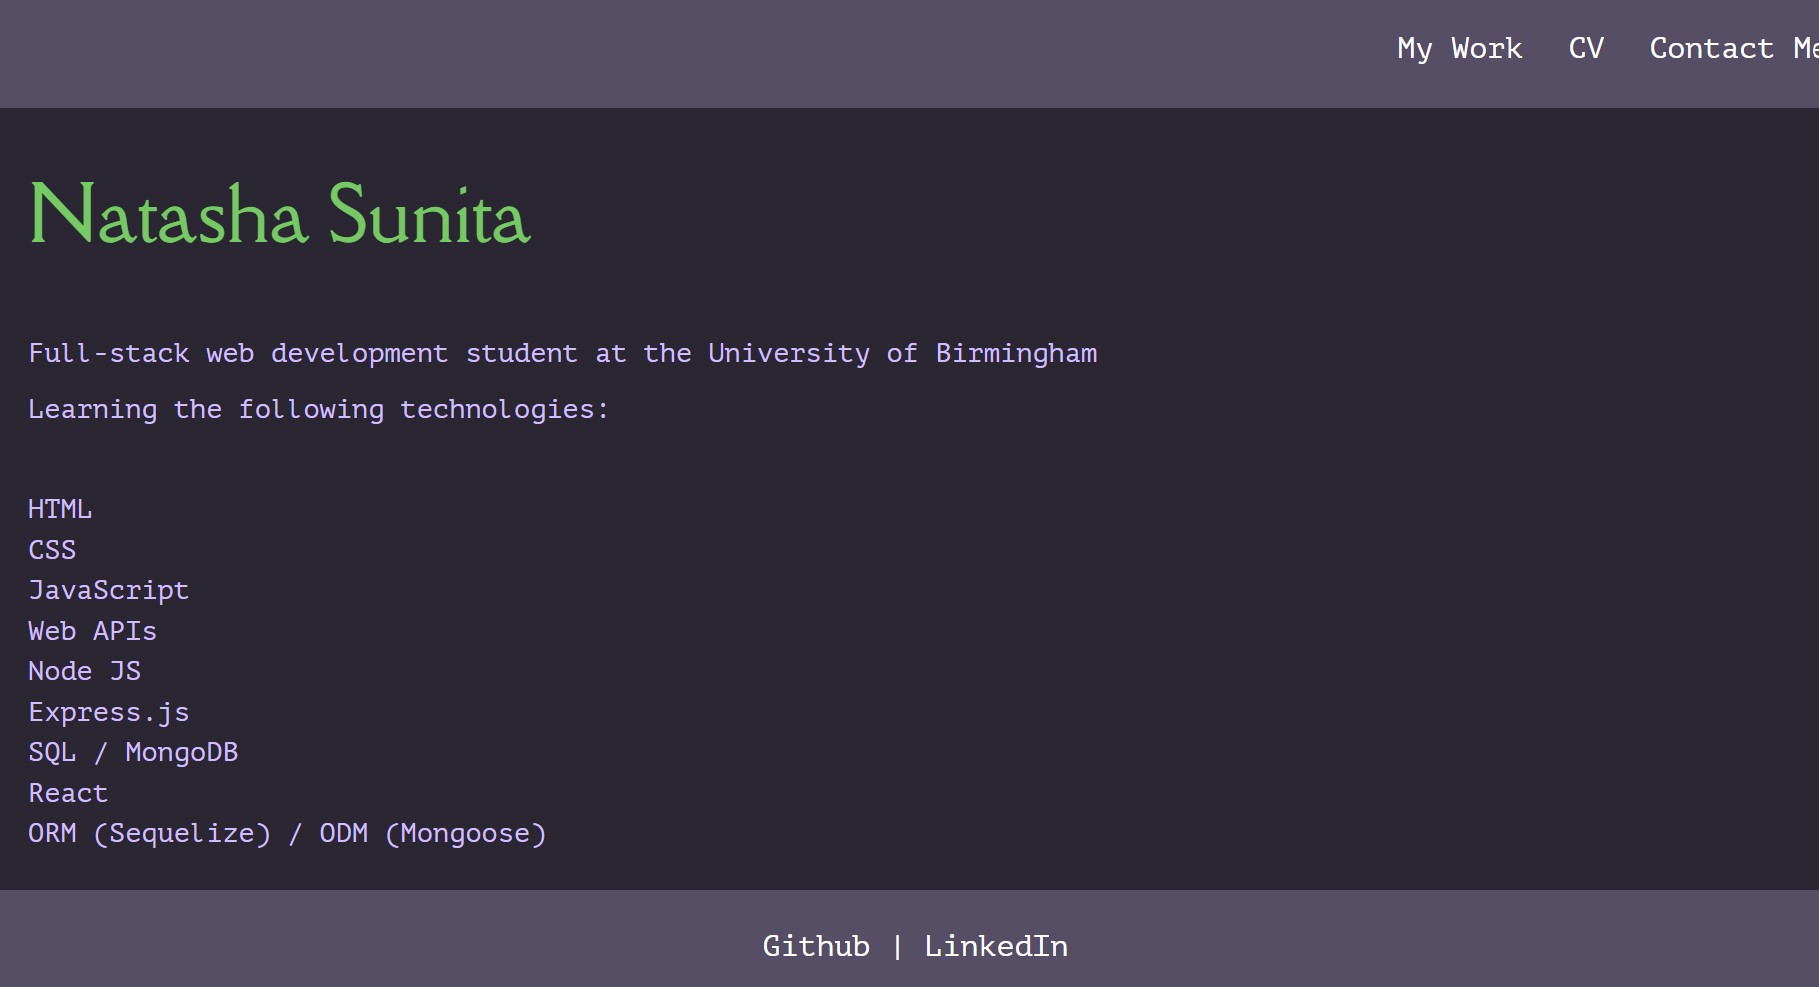 My Work CV Contact Me
Natasha Sunita
Full-stack web development student at the University of Birmingham
Learning the following technologies:
HTML
CSS
JavaScript
Web APIs
Node JS
Express.js
SQL / MongoDB
React
ORM (Sequelize) / ODM (Mongoose)
Github | LinkedIn